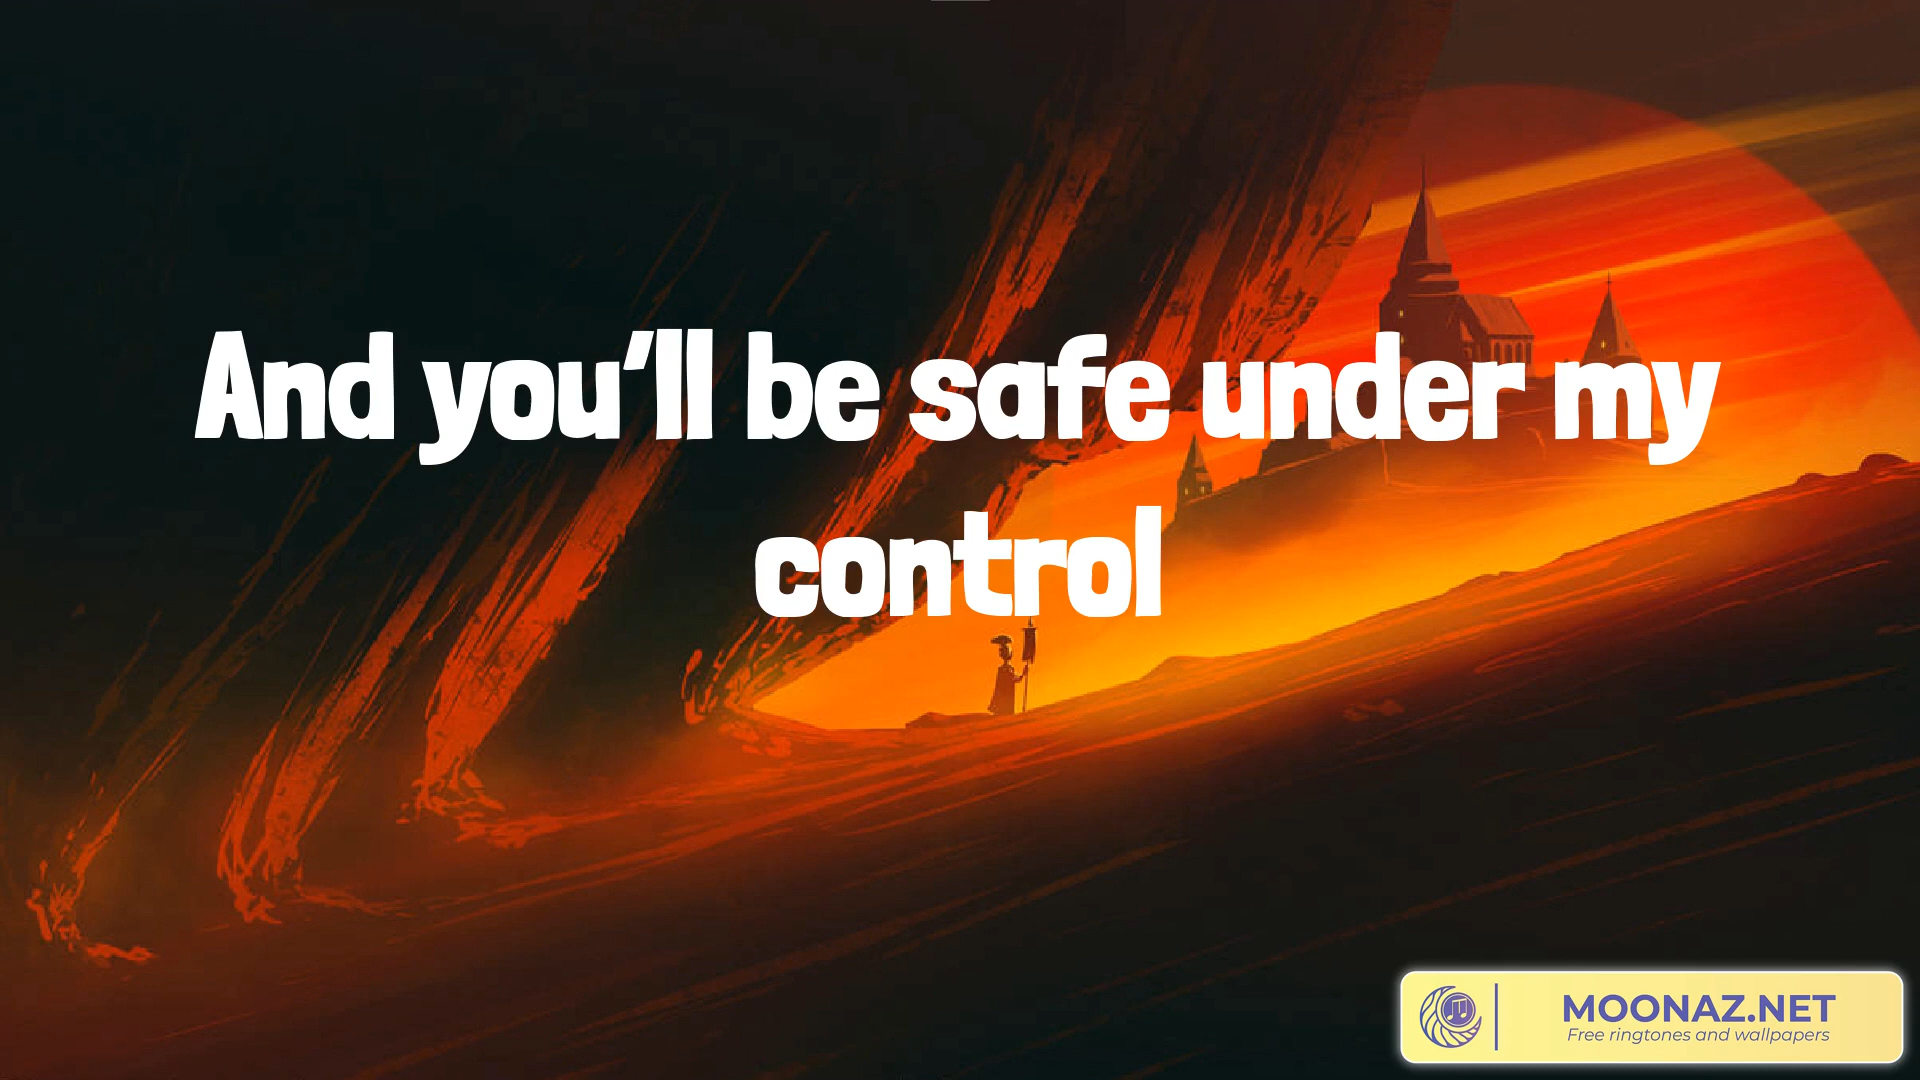 And you'll be safe under my
control
MOONAZ.NET
Free ringtones and wallpapers